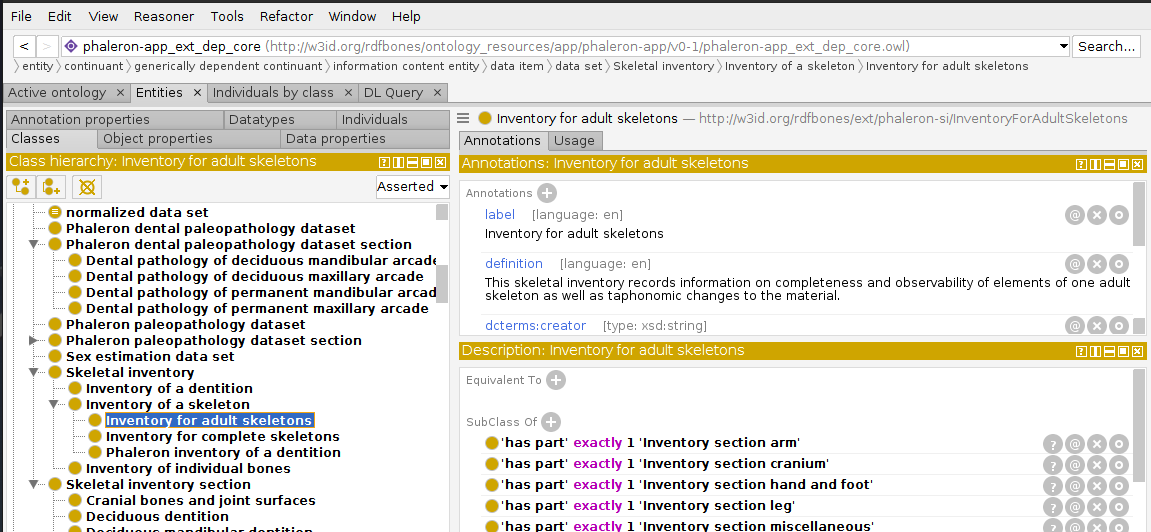 File Edit View Reasoner Tools Refactor Window Help
< > phaleron-app_ext_dep_core (http://w3id.org/rdfbones/ontology_resources/app/phaleron-app/v0-1/phaleron-app_ext_dep_core.owl) Search...
entity continuant generically dependent continuant information content entity data item data set Skeletal inventory Inventory of a skeleton Inventory for adult skeletons
Active ontology × Entities × Individuals by class × DL Query ×
Annotation properties Datatypes Individuals
Classes Object properties Data properties
Class hierarchy: Inventory for adult skeletons
Asserted
normalized data set
Phaleron dental paleopathology dataset
Phaleron dental paleopathology dataset section
Dental pathology of deciduous mandibular arcade
Dental pathology of deciduous maxillary arcade
Dental pathology of permanent mandibular arcad
Dental pathology of permanent maxillary arcade
Phaleron paleopathology dataset
Phaleron paleopathology dataset section
Sex estimation data set
Skeletal inventory
Inventory of a dentition
Inventory of a skeleton
Inventory for adult skeletons
Inventory for complete skeletons
Phaleron inventory of a dentition
Inventory of individual bones
Skeletal inventory section
Cranial bones and joint surfaces
Deciduous dentition
Deciduous mandibular dentition
Inventory for adult skeletons — http://w3id.org/rdfbones/ext/phaleron-si/InventoryForAdultSkeletons
Annotations Usage
Annotations: Inventory for adult skeletons
Annotations
label [language: en]
Inventory for adult skeletons
definition [language: en]
This skeletal inventory records information on completeness and observability of elements of one adult
skeleton as well as taphonomic changes to the material.
dcterms:creator [type: xsd:string]
Description: Inventory for adult skeletons
Equivalent To
SubClass Of
'has part' exactly 1 'Inventory section arm'
'has part' exactly 1 'Inventory section cranium'
'has part' exactly 1 'Inventory section hand and foot'
'has part' exactly 1 'Inventory section leg'
'has part' exactly 1 'Inventory section miscellaneous'